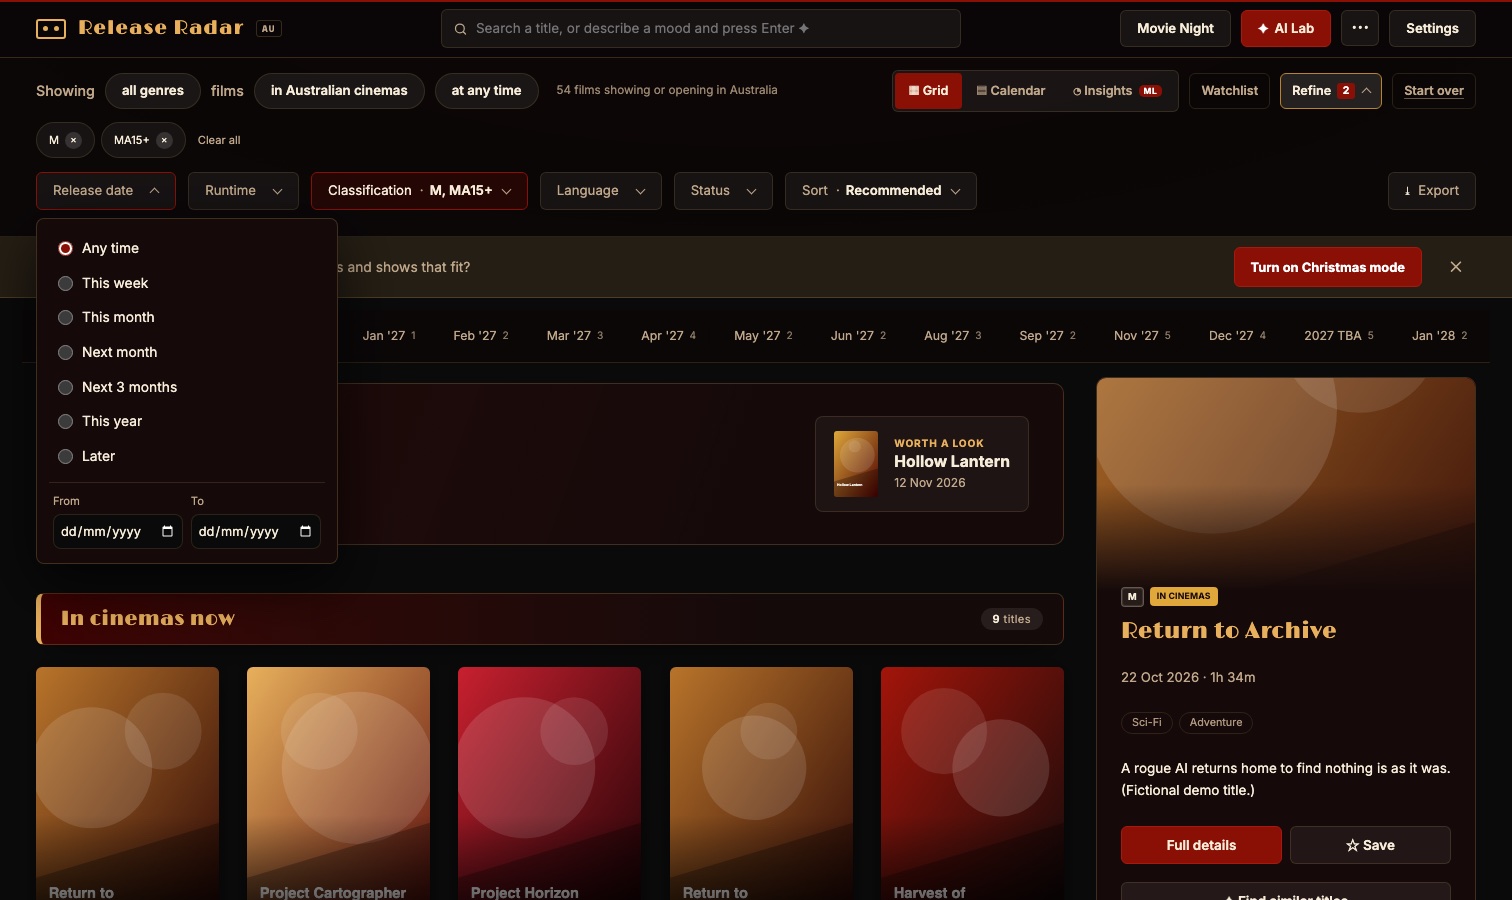 Release Radar AU
Search a title, or describe a mood and press Enter ✦
Movie Night
✦ AI Lab
•••
Settings
Showing all genres films in Australian cinemas at any time
54 films showing or opening in Australia
Grid
Calendar
Insights ML
Watchlist
Refine 2
Start over
M ×
MA15+ ×
Clear all
Release date
Runtime
Classification · M, MA15+
Language
Status
Sort · Recommended
Export
Any time
This week
This month
Next month
Next 3 months
This year
Later
From
To
dd/mm/yyyy
dd/mm/yyyy
s and shows that fit?
Turn on Christmas mode
Jan '27 1
Feb '27 2
Mar '27 3
Apr '27 4
May '27 2
Jun '27 2
Aug '27 3
Sep '27 2
Nov '27 5
Dec '27 4
2027 TBA 5
Jan '28 2
Hollow Lantern
WORTH A LOOK
Hollow Lantern
12 Nov 2026
In cinemas now
9 titles
Return to
Project Cartographer
Project Horizon
Return to
Harvest of
M
IN CINEMAS
Return to Archive
22 Oct 2026 · 1h 34m
Sci-Fi
Adventure
A rogue AI returns home to find nothing is as it was.
(Fictional demo title.)
Full details
☆ Save
✦ Find similar titles